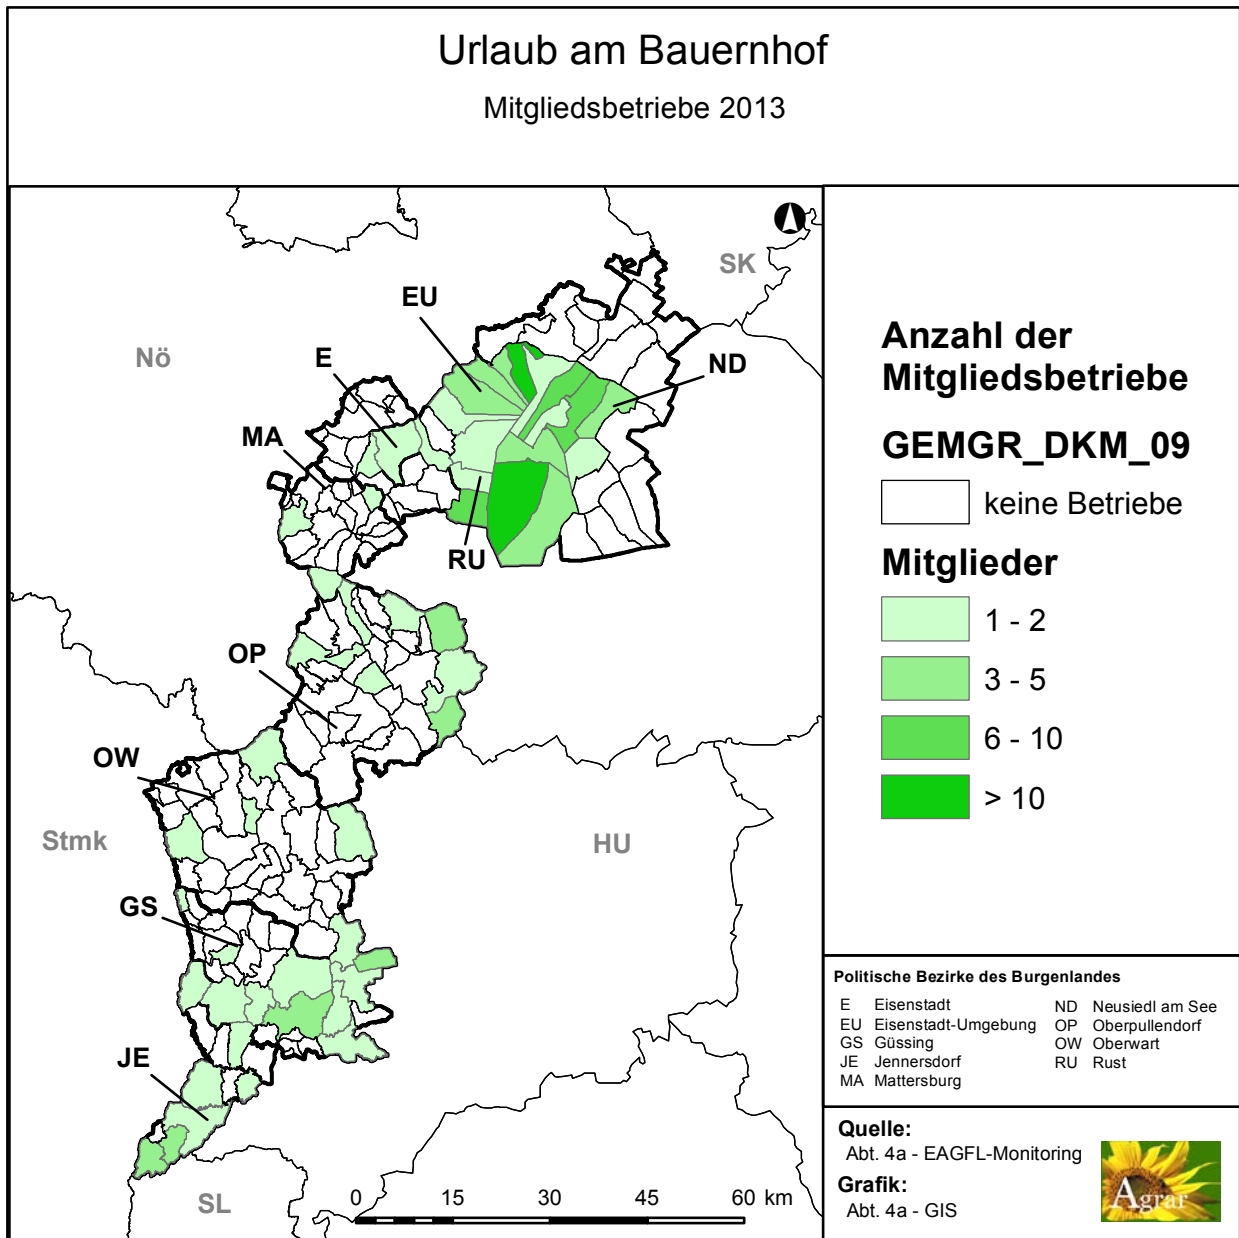 Urlaub am Bauernhof
Mitgliedsbetriebe 2013
SK
EU
Nö
E
ND
MA
RU
OP
OW
Stmk
HU
GS
JE
SL
0 15 30 45 60 km
Anzahl der
Mitgliedsbetriebe
GEMGR_DKM_09
keine Betriebe
Mitglieder
1 - 2
3 - 5
6 - 10
> 10
Politische Bezirke des Burgenlandes
E Eisenstadt
EU Eisenstadt-Umgebung
GS Güssing
JE Jennersdorf
MA Mattersburg
ND Neusiedl am See
OP Oberpullendorf
OW Oberwart
RU Rust
Quelle:
Abt. 4a - EAGFL-Monitoring
Grafik:
Abt. 4a - GIS
Agrar